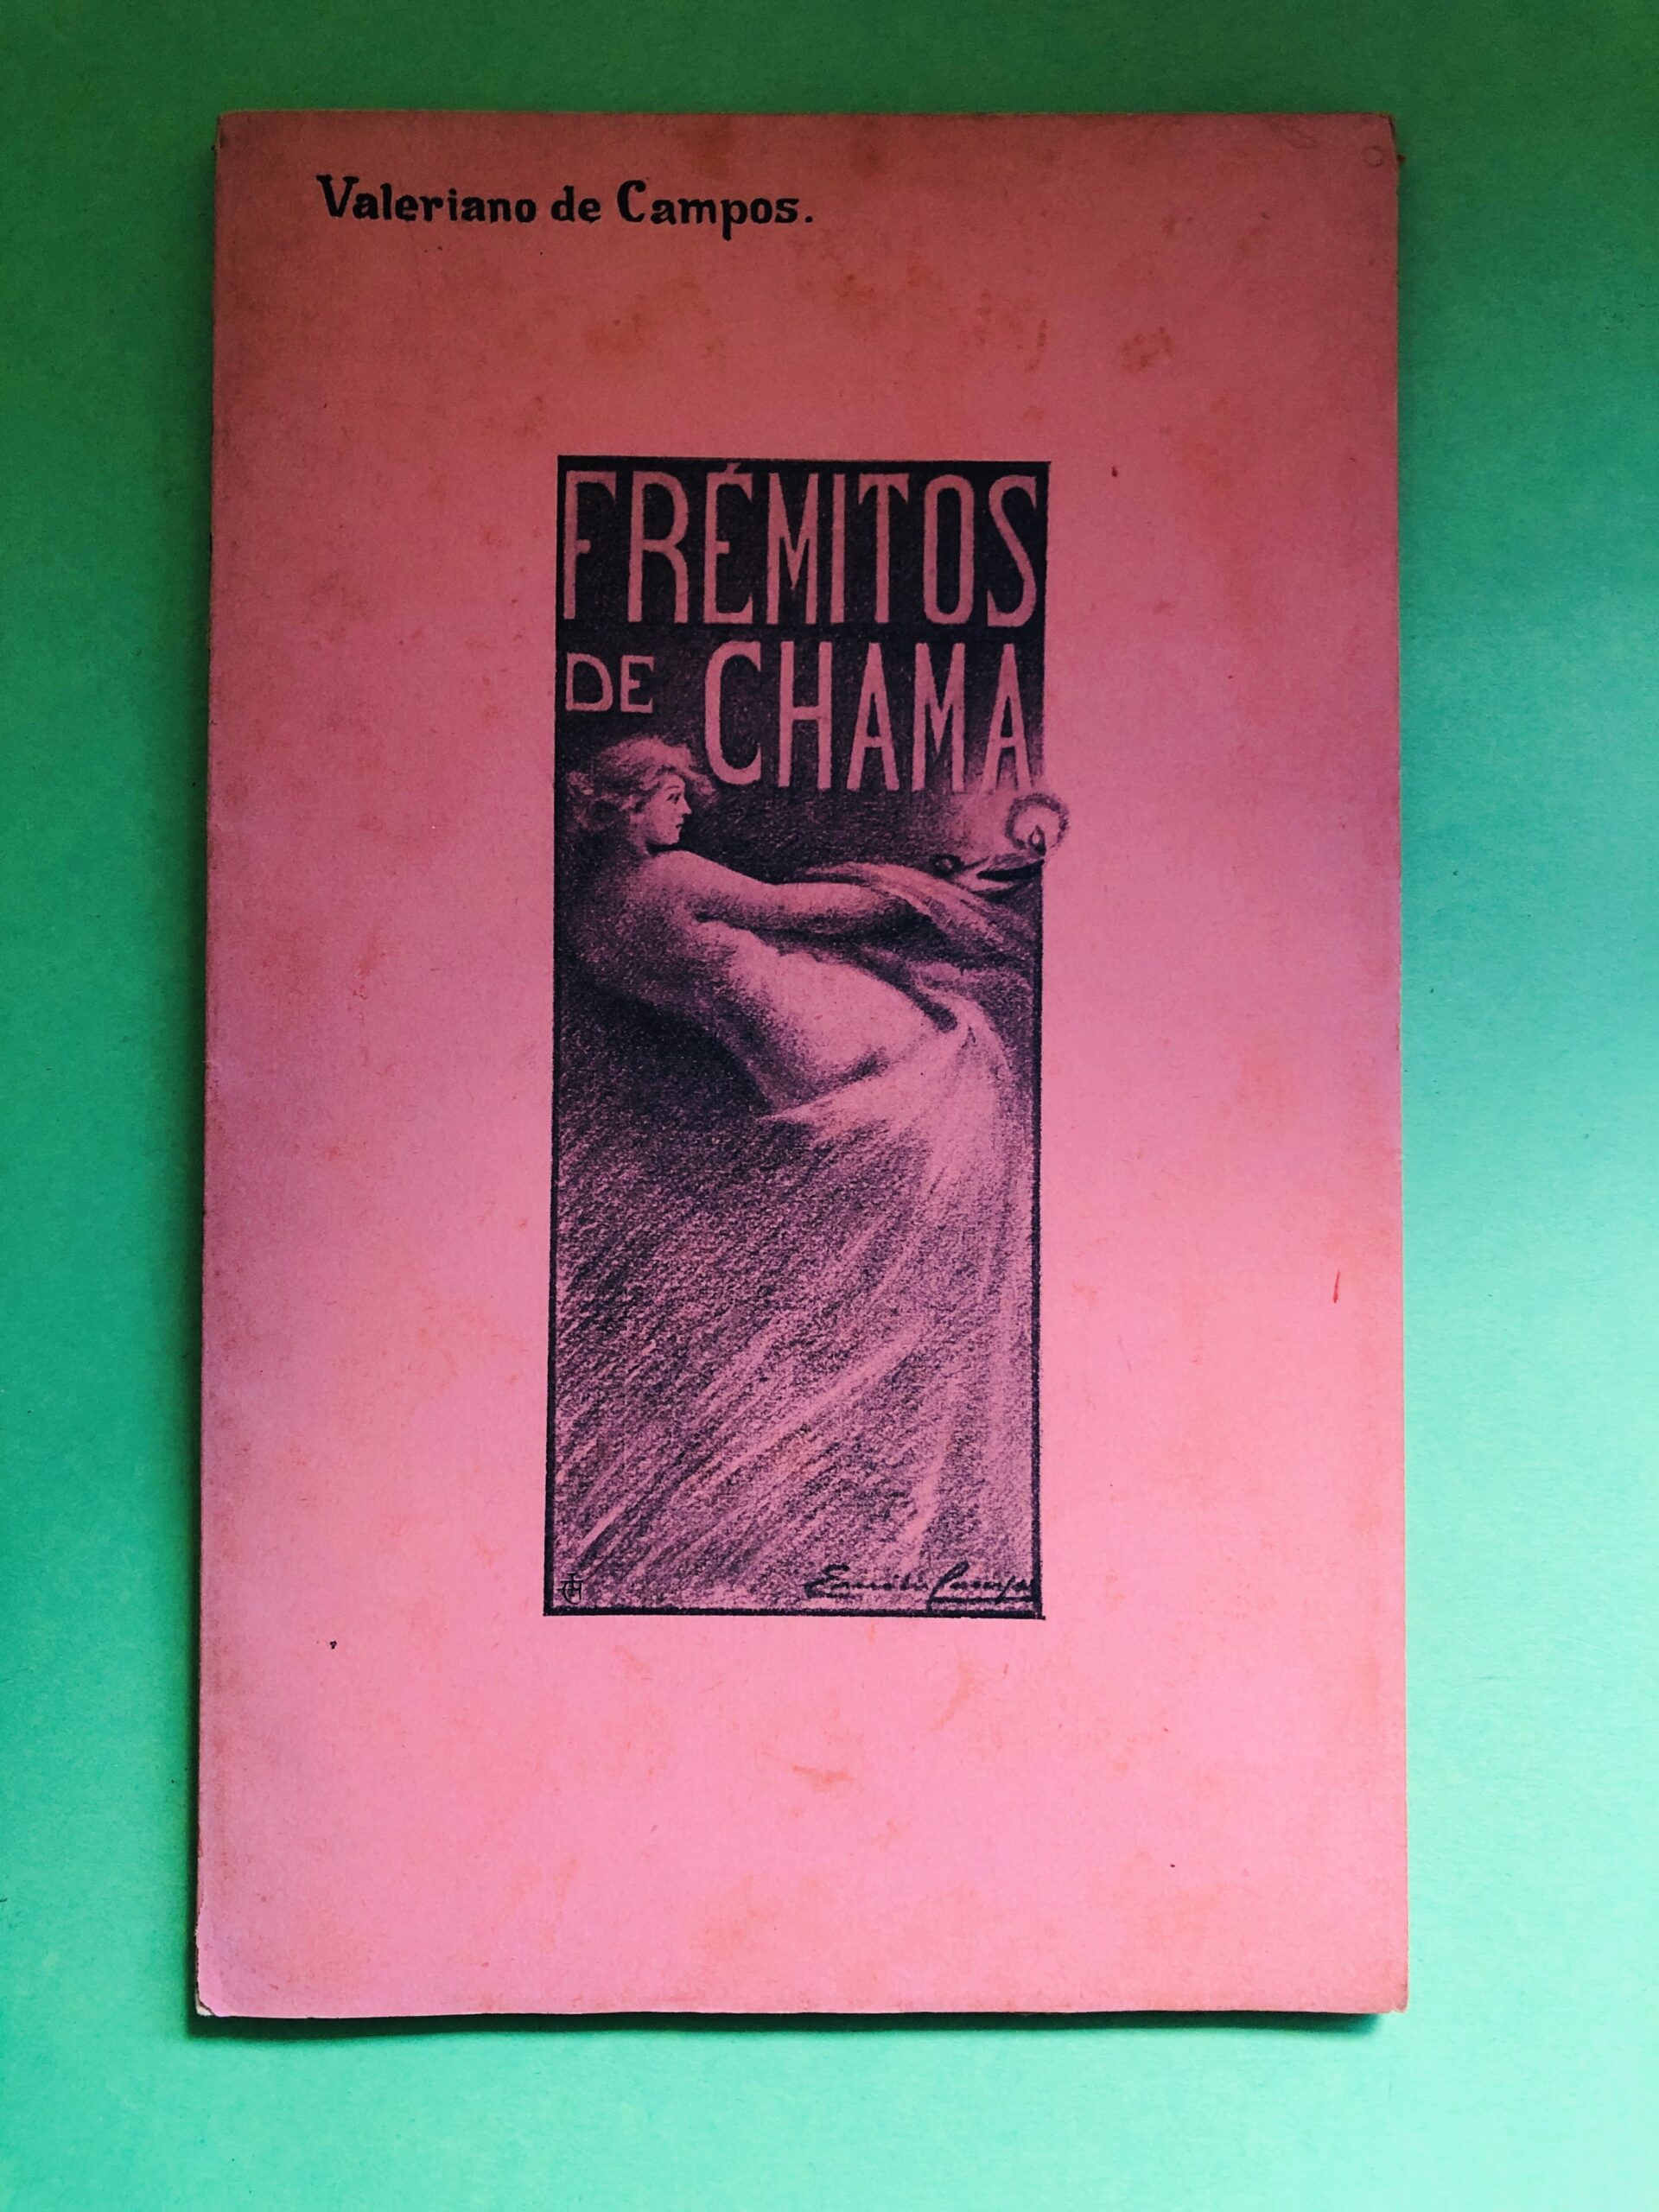 Valeriano de Campos.
FRÉMITOS
DE CHAMA